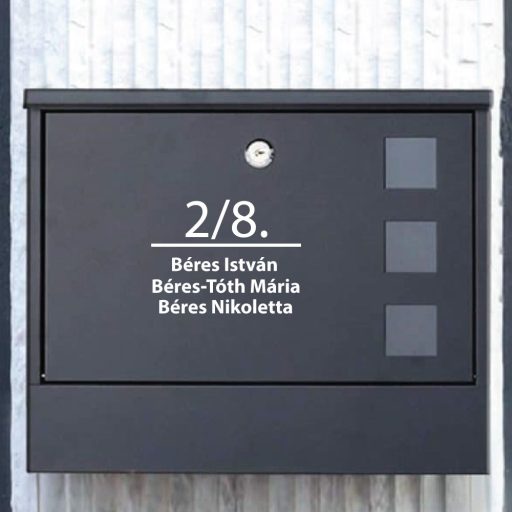 2/8.
Béres István
Béres-Tóth Mária
Béres Nikoletta